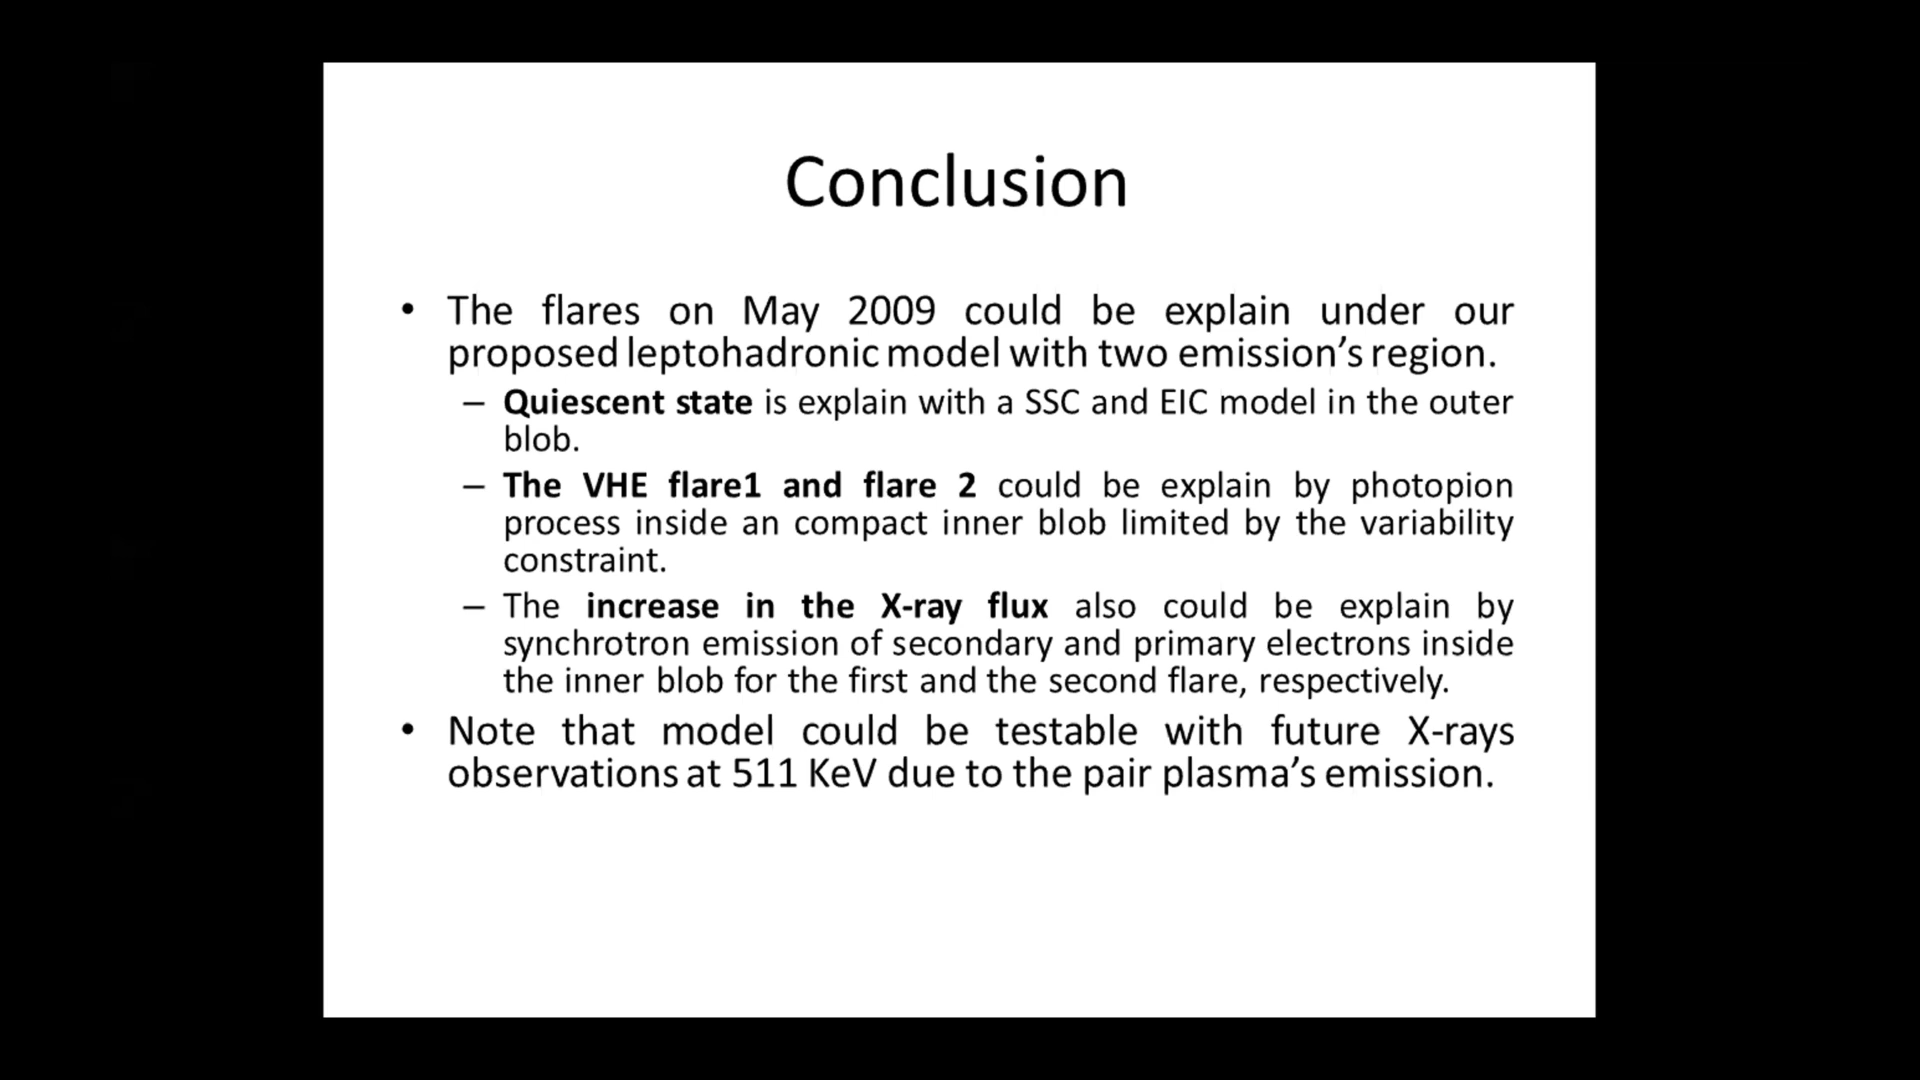 Conclusion
• The flares on May 2009 could be explain under our
proposed leptohadronic model with two emission’s region.
– Quiescent state is explain with a SSC and EIC model in the outer
blob.
– The VHE flare1 and flare 2 could be explain by photopion
process inside an compact inner blob limited by the variability
constraint.
– The increase in the X-ray flux also could be explain by
synchrotron emission of secondary and primary electrons inside
the inner blob for the first and the second flare, respectively.
• Note that model could be testable with future X-rays
observations at 511 KeV due to the pair plasma’s emission.